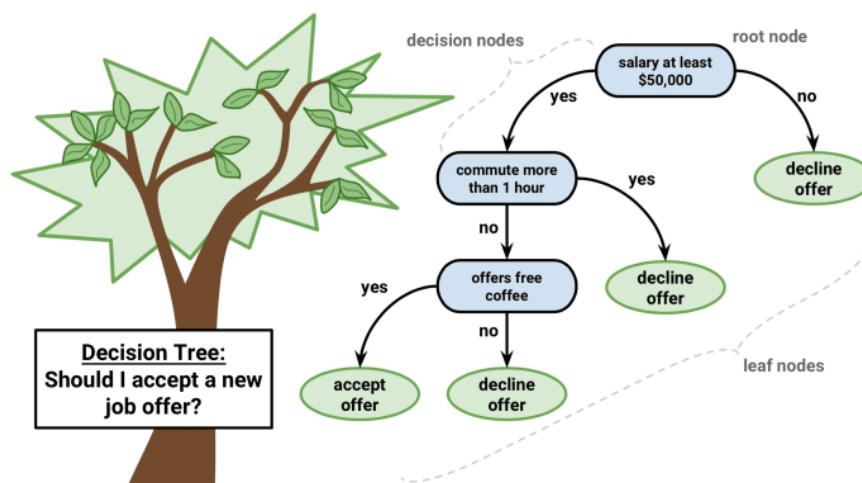 decision nodes
root node
salary at least
$50,000
yes
no
decline
offer
commute more
than 1 hour
yes
no
decline
offer
offers free
coffee
yes
no
accept
offer
decline
offer
leaf nodes
Decision Tree:
Should I accept a new
job offer?